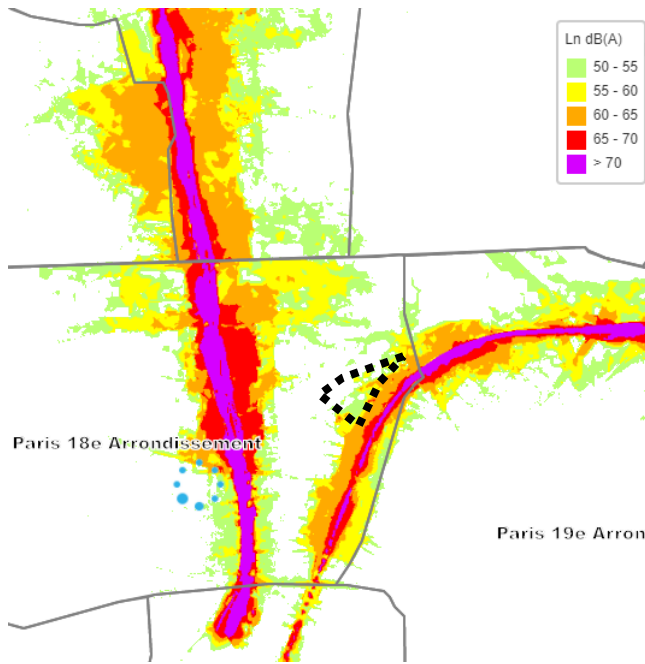 Ln dB(A)
50 - 55
55 - 60
60 - 65
65 - 70
> 70
Paris 18e Arrondissement
Paris 19e Arron